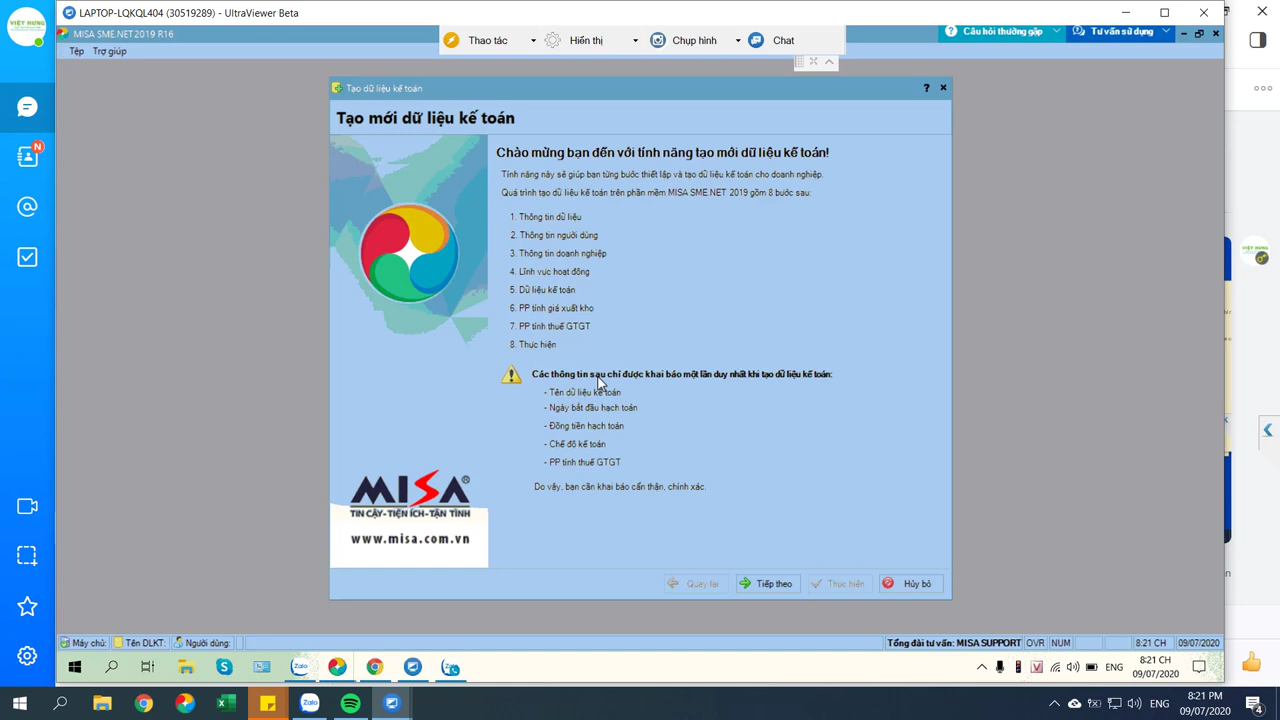 LAPTOP-LQKQL404 (30519289) - UltraViewer Beta
VIỆT HƯNG
MISA SME.NET 2019 R16
Thao tác
Hiển thị
Chụp hình
Chat
Câu hỏi thường gặp
Tư vấn sử dụng
Tệp
Trợ giúp
Tạo dữ liệu kế toán
?
Tạo mới dữ liệu kế toán
Chào mừng bạn đến với tính năng tạo mới dữ liệu kế toán!
Tính năng này sẽ giúp bạn từng bước thiết lập và tạo dữ liệu kế toán cho doanh nghiệp.
Quá trình tạo dữ liệu kế toán trên phần mềm MISA SME.NET 2019 gồm 8 bước sau:
1. Thông tin dữ liệu
2. Thông tin người dùng
3. Thông tin doanh nghiệp
4. Lĩnh vực hoạt động
5. Dữ liệu kế toán
6. PP tính giá xuất kho
7. PP tính thuế GTGT
8. Thực hiện
Các thông tin sau chỉ được khai báo một lần duy nhất khi tạo dữ liệu kế toán:
- Tên dữ liệu kế toán
- Ngày bắt đầu hạch toán
- Đồng tiền hạch toán
- Chế độ kế toán
- PP tính thuế GTGT
Do vậy, bạn cần khai báo cẩn thận, chính xác.
MISA®
TIN CẬY-TIỆN ÍCH-TẬN TÌNH
www.misa.com.vn
Quay lại
Tiếp theo
Thực hiện
Hủy bỏ
Máy chủ:
Tên DLKT:
Người dùng:
Tổng đài tư vấn: MISA SUPPORT
OVR
NUM
8:21 CH
09/07/2020
Zalo
ENG
8:21 CH
09/07/2020
N
VIỆT HƯNG
Zalo
ENG
8:21 PM
09/07/2020
4